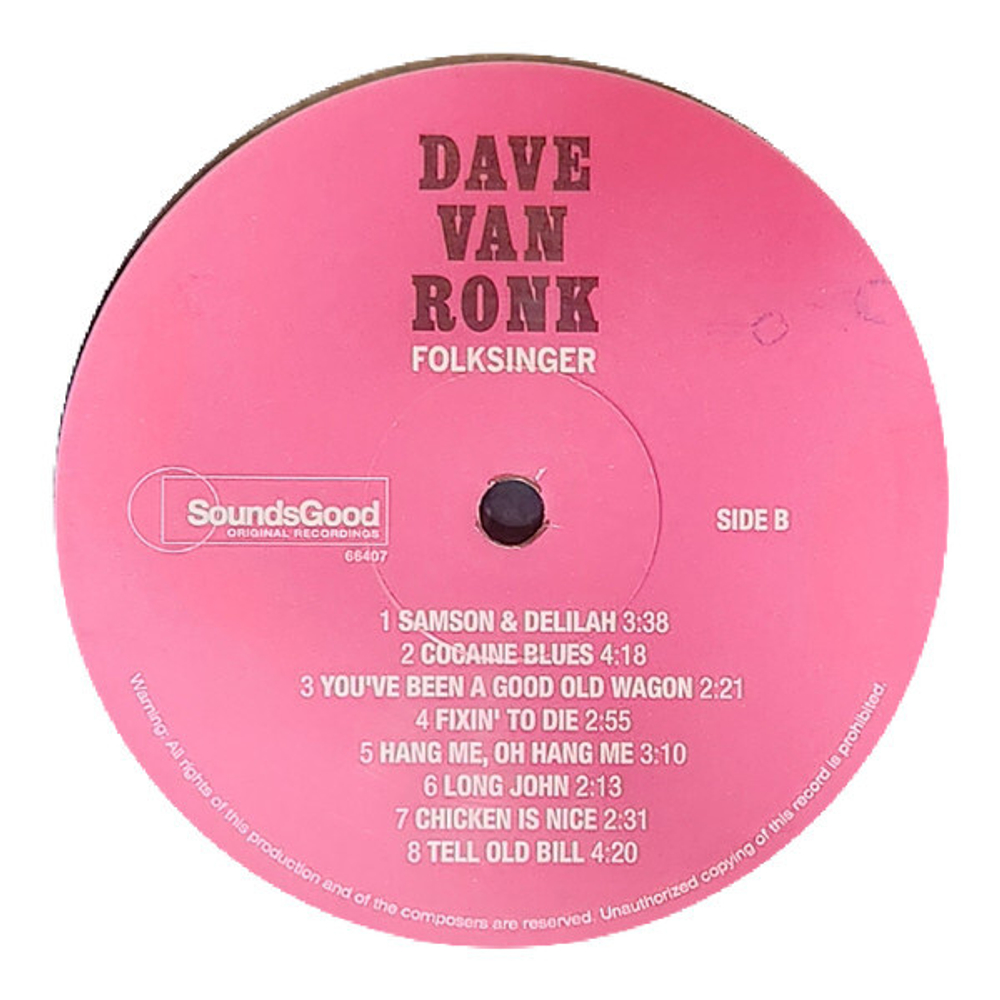 DAVE
VAN
RONK
FOLKSINGER
SoundsGood
ORIGINAL RECORDINGS
66407
SIDE B
1 SAMSON & DELILAH 3:38
2 COCAINE BLUES 4:18
3 YOU'VE BEEN A GOOD OLD WAGON 2:21
4 FIXIN' TO DIE 2:55
5 HANG ME, OH HANG ME 3:10
6 LONG JOHN 2:13
7 CHICKEN IS NICE 2:31
8 TELL OLD BILL 4:20
Warning: All rights of this production and of the composers are reserved. Unauthorized copying of this record is prohibited.